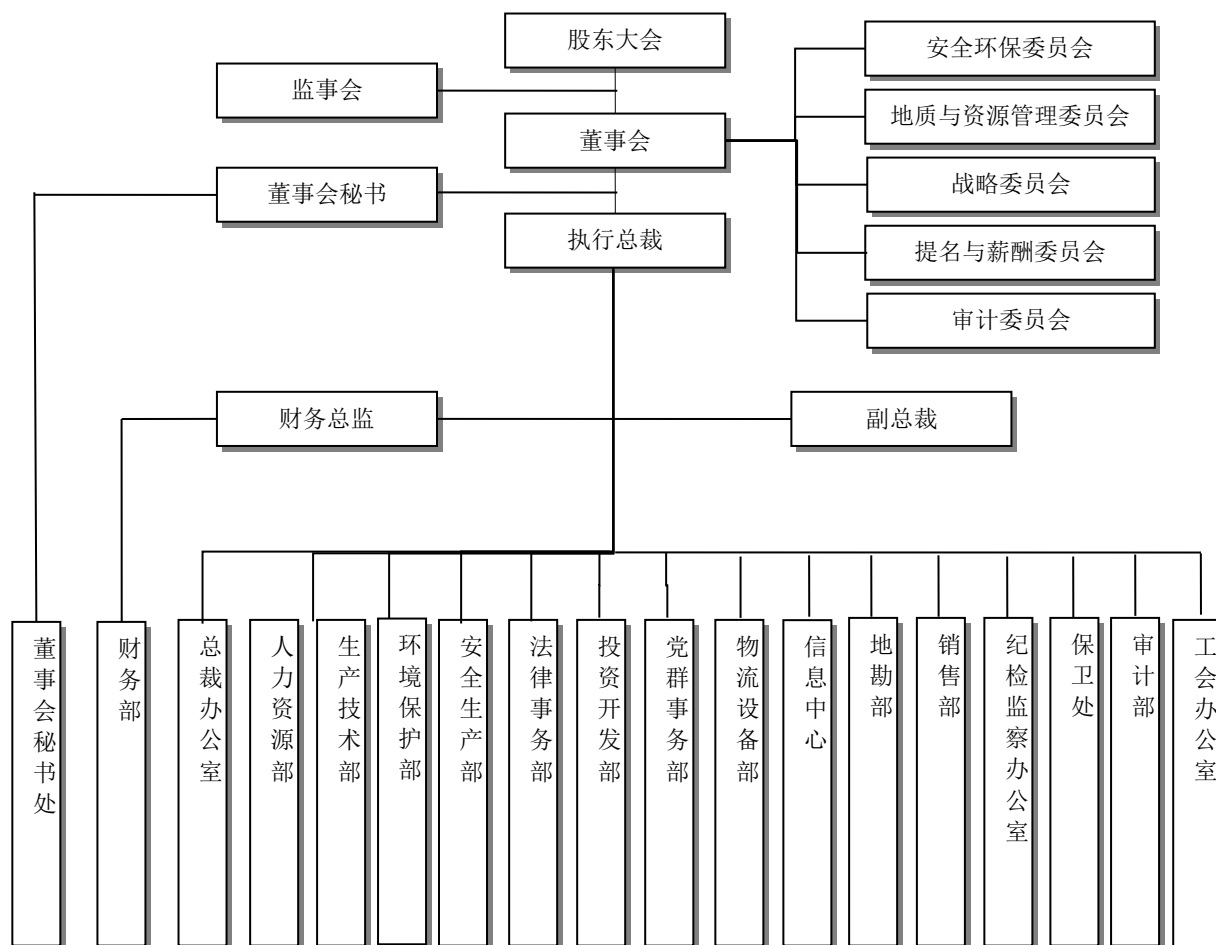 股东大会
安全环保委员会
监事会
地质与资源管理委员会
董事会
战略委员会
董事会秘书
执行总裁
提名与薪酬委员会
审计委员会
财务总监
副总裁
董事会秘书处
财务部
总裁办公室
人力资源部
生产技术部
环境保护部
安全生产部
法律事务部
投资开发部
党群事务部
物流设备部
信息中心
地勘部
销售部
纪检监察办公室
保卫处
审计部
工会办公室